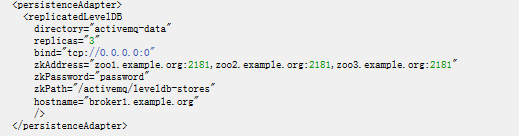 <persistenceAdapter>
<replicatedLevelDB
directory="activemq-data"
replicas="3"
bind="tcp://0.0.0.0:0"
zkAddress="zoo1.example.org:2181,zoo2.example.org:2181,zoo3.example.org:2181"
zkPassword="password"
zkPath="/activemq/leveldb-stores"
hostname="broker1.example.org"
/>
</persistenceAdapter>